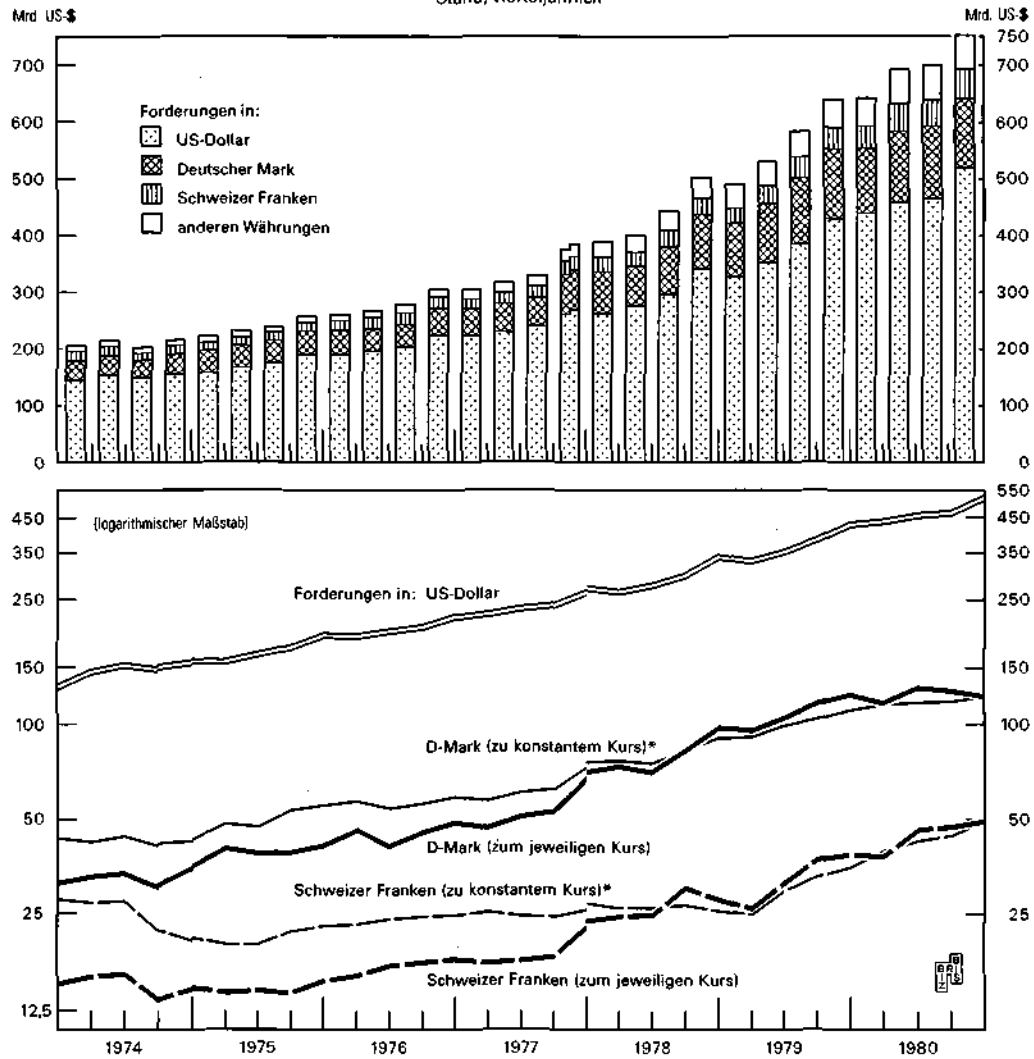 Mrd US-$
Mrd. US-$
700
600
500
400
300
200
100
0
750
700
600
500
400
300
200
100
0
Forderungen in:
US-Dollar
Deutscher Mark
Schweizer Franken
anderen Währungen
(logarithmischer Maßstab)
450
350
250
150
100
50
25
12,5
550
450
350
250
150
100
50
25
Forderungen in: US-Dollar
D-Mark (zu konstantem Kurs)*
D-Mark (zum jeweiligen Kurs)
Schweizer Franken (zu konstantem Kurs)*
Schweizer Franken (zum jeweiligen Kurs)
1974 1975 1976 1977 1978 1979 1980